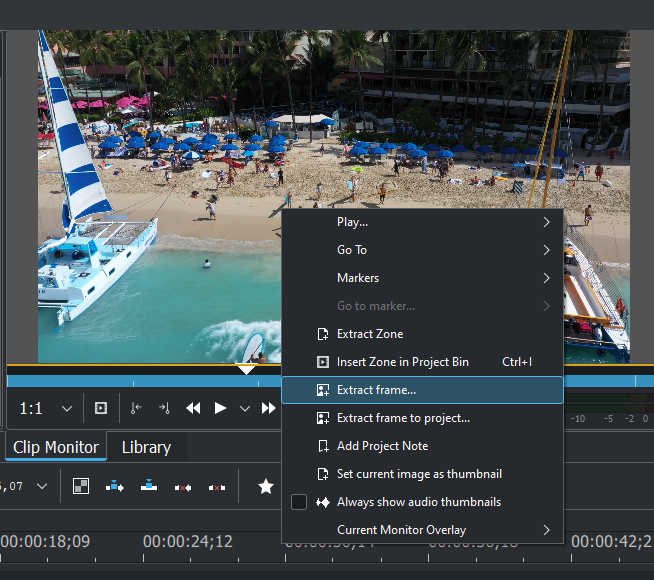 Play...
Go To
Markers
Go to marker...
Extract Zone
Insert Zone in Project Bin Ctrl+I
Extract frame...
Extract frame to project...
Add Project Note
Set current image as thumbnail
Always show audio thumbnails
Current Monitor Overlay
1:1
-10 -5 -2 0
Clip Monitor Library
,07
00:00:18;09 00:00:24;12 00:00:42;2